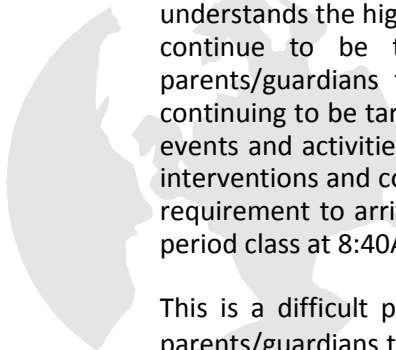 understands the hig
continue to be t
parents/guardians
continuing to be tar
events and activitie
interventions and co
requirement to arri
period class at 8:40A
This is a difficult p
parents/guardians t